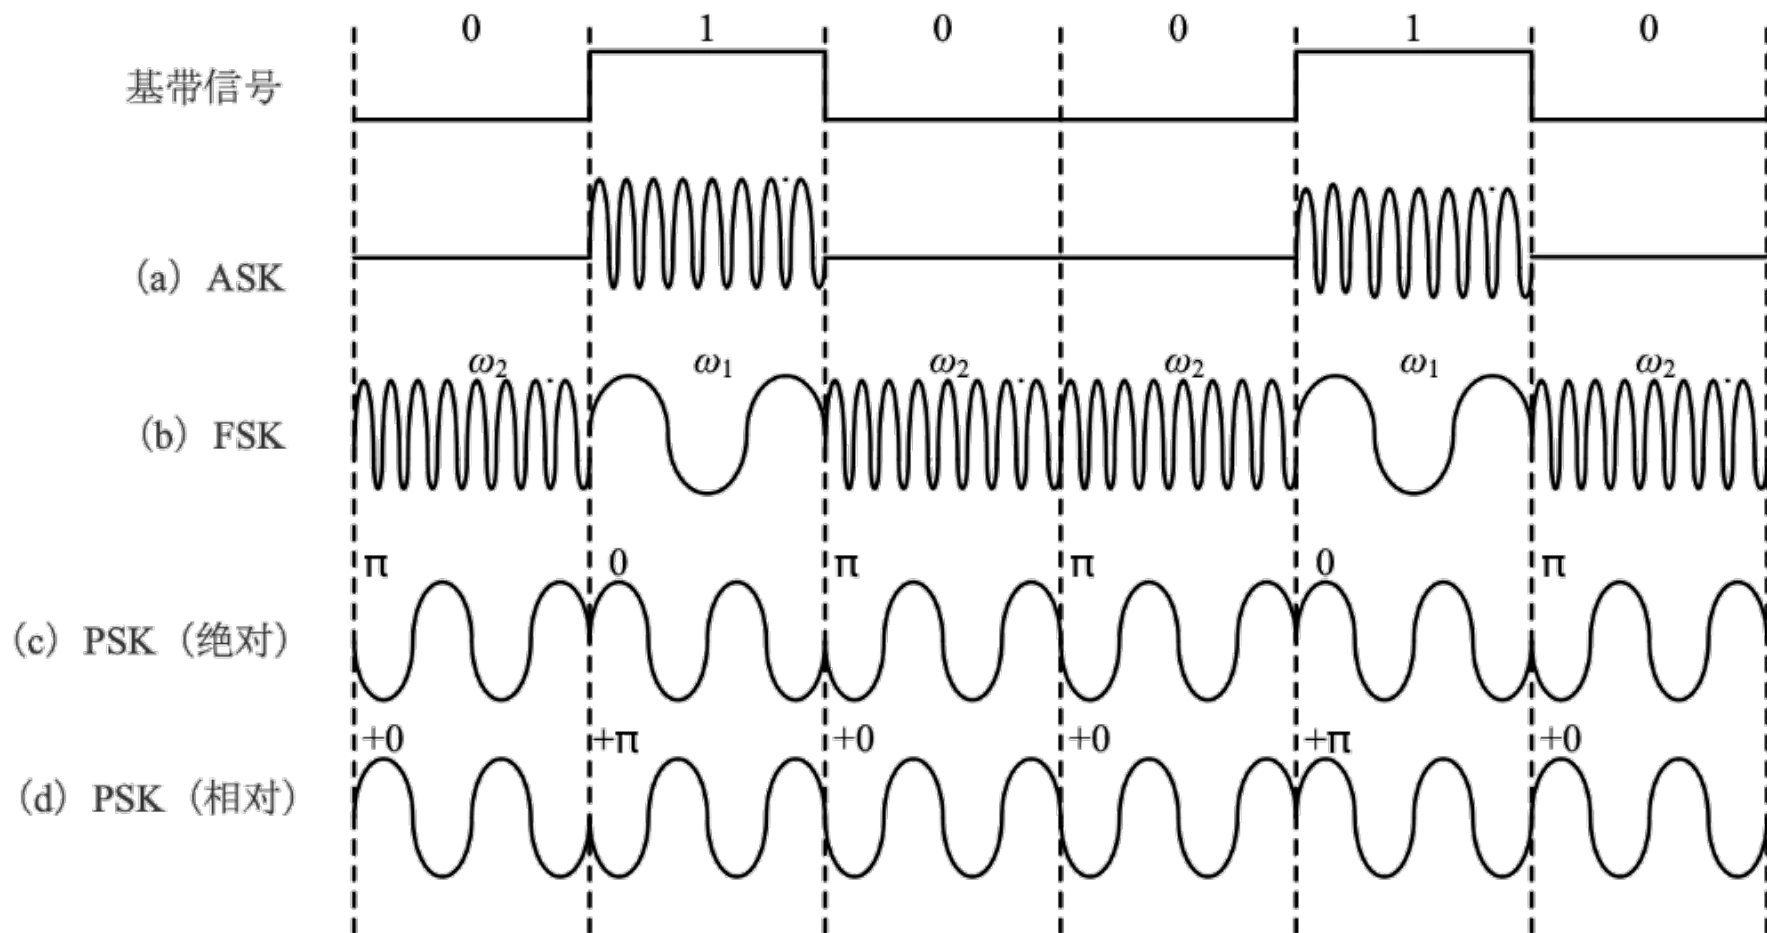 0 1 0 0 1 0
基带信号
(a) ASK
ω₂ ω₁ ω₂ ω₂ ω₁ ω₂
(b) FSK
π 0 π π 0 π
(c) PSK（绝对）
+0 +π +0 +0 +π +0
(d) PSK（相对）